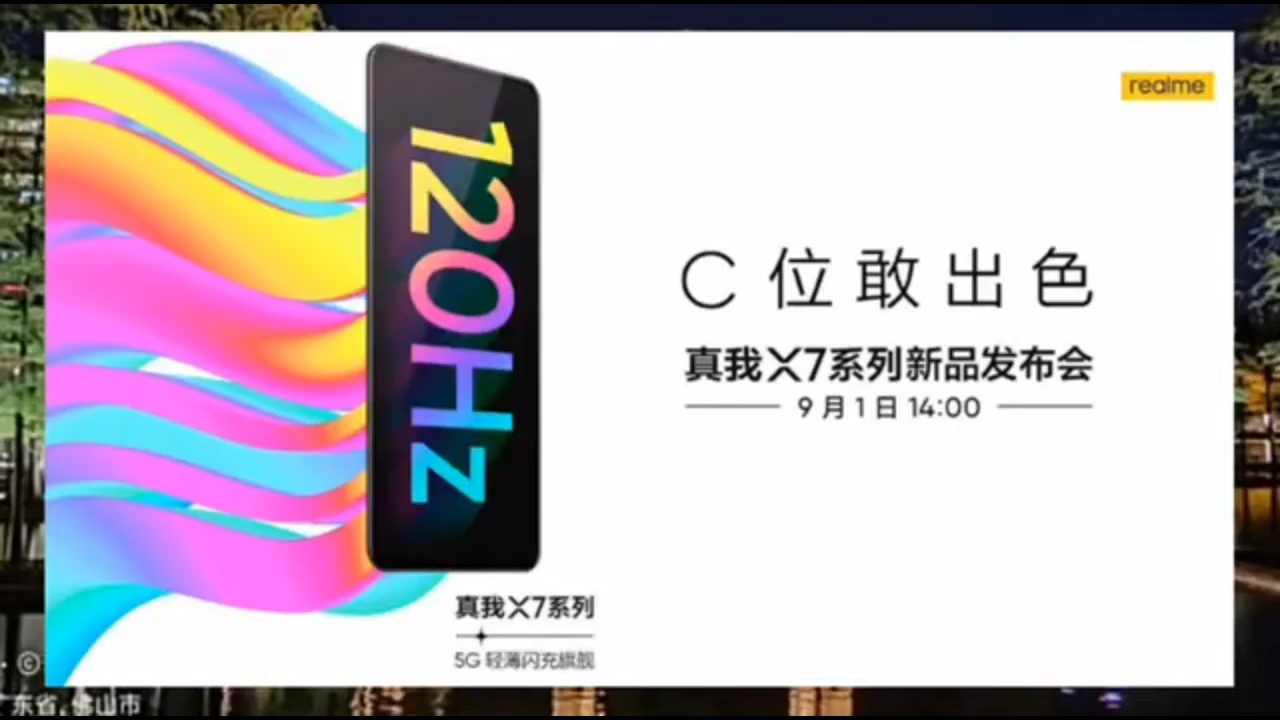 realme
120Hz
C位敢出色
真我X7系列新品发布会
9月1日 14:00
真我X7系列
5G 轻薄闪充旗舰
©
东省, 佛山市